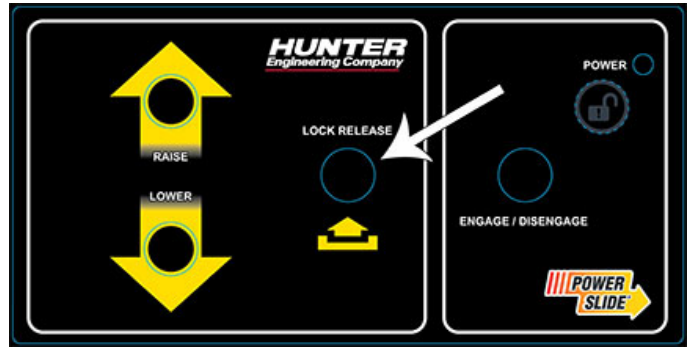 HUNTER
Engineering Company
LOCK RELEASE
RAISE
LOWER
POWER
ENGAGE / DISENGAGE
POWER
SLIDE